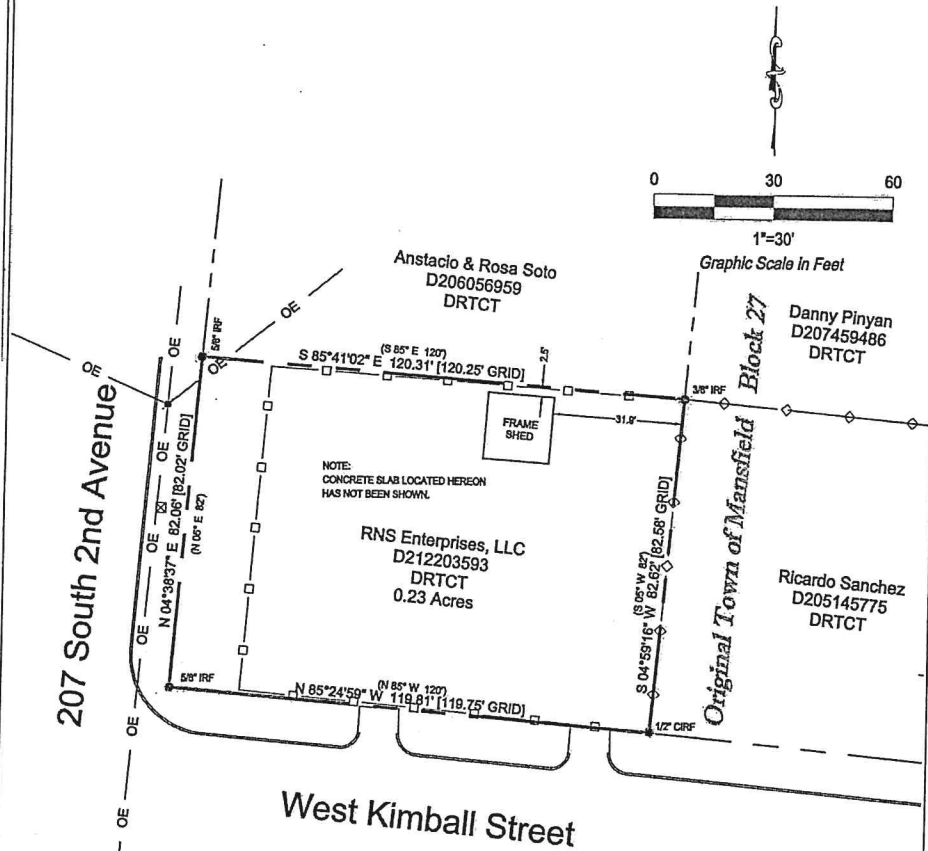 0 30 60
1"=30'
Graphic Scale in Feet
Anstacio & Rosa Soto
D206056959
DRTCT
Danny Pinyan
D207459486
DRTCT
Block 27
Original Town of Mansfield
OE
OE
OE
OE
OE
OE
OE
OE
OE
5/8" IRF
(S 85° E 120')
S 85°41'02" E 120.31' [120.25' GRID]
2.5'
3/8" IRF
FRAME
SHED
31.9'
207 South 2nd Avenue
N 04°38'37" E 82.06' [82.02' GRID]
(N 05° E 82')
NOTE:
CONCRETE SLAB LOCATED HEREON
HAS NOT BEEN SHOWN.
RNS Enterprises, LLC
D212203593
DRTCT
0.23 Acres
(S 05° W 82')
S 04°59'16" W 82.62' [82.58' GRID]
Ricardo Sanchez
D205145775
DRTCT
5/8" IRF
(N 85° W 120')
N 85°24'59" W 119.81' [119.75' GRID]
1/2" CIRF
West Kimball Street